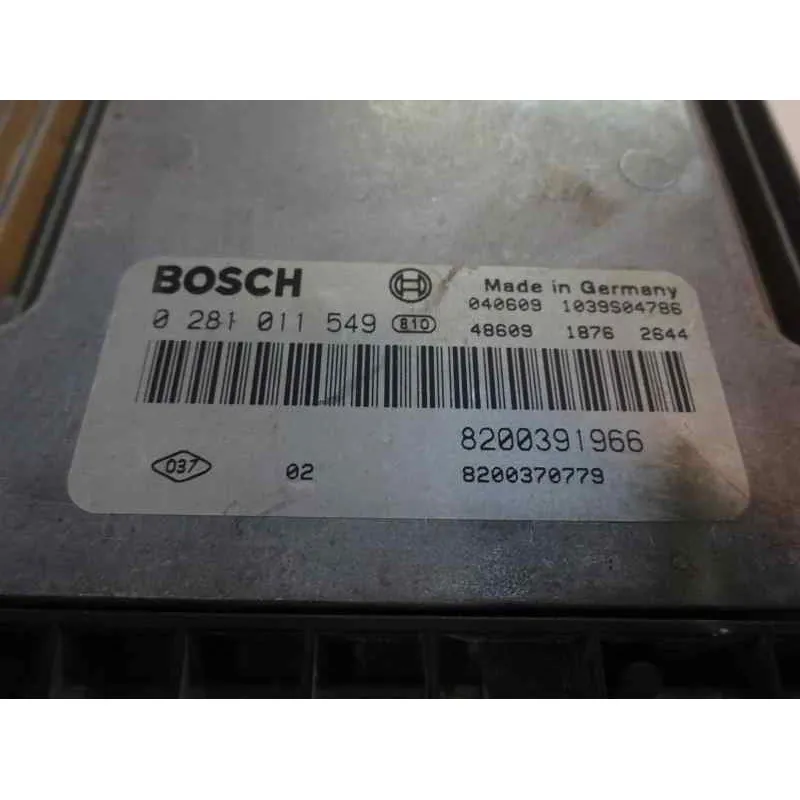 BOSCH
Made in Germany
040609 1039S04786
0 281 011 549 810
48609 1876 2644
8200391966
037 02
8200370779